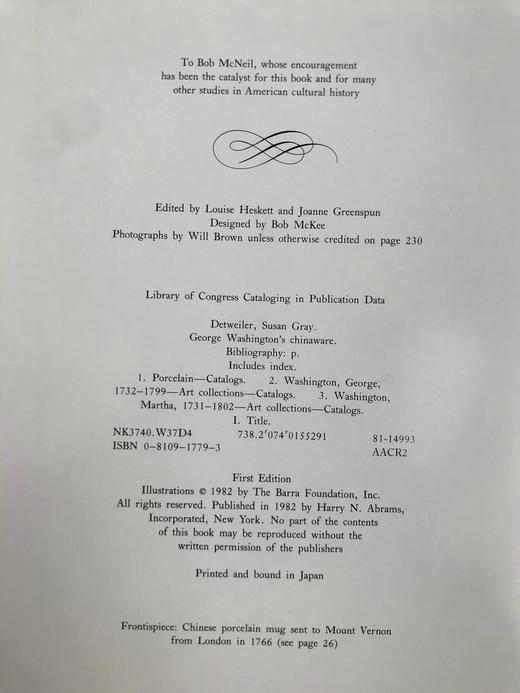 To Bob McNeil, whose encouragement
has been the catalyst for this book and for many
other studies in American cultural history
Edited by Louise Heskett and Joanne Greenspun
Designed by Bob McKee
Photographs by Will Brown unless otherwise credited on page 230
Library of Congress Cataloging in Publication Data
Detweiler, Susan Gray.
George Washington's chinaware.
Bibliography: p.
Includes index.
1. Porcelain—Catalogs. 2. Washington, George,
1732–1799—Art collections—Catalogs. 3. Washington,
Martha, 1731–1802—Art collections—Catalogs.
I. Title.
NK3740.W37D4 738.2'074'0155291 81-14993
ISBN 0–8109–1779–3 AACR2
First Edition
Illustrations © 1982 by The Barra Foundation, Inc.
All rights reserved. Published in 1982 by Harry N. Abrams,
Incorporated, New York. No part of the contents
of this book may be reproduced without the
written permission of the publishers
Printed and bound in Japan
Frontispiece: Chinese porcelain mug sent to Mount Vernon
from London in 1766 (see page 26)